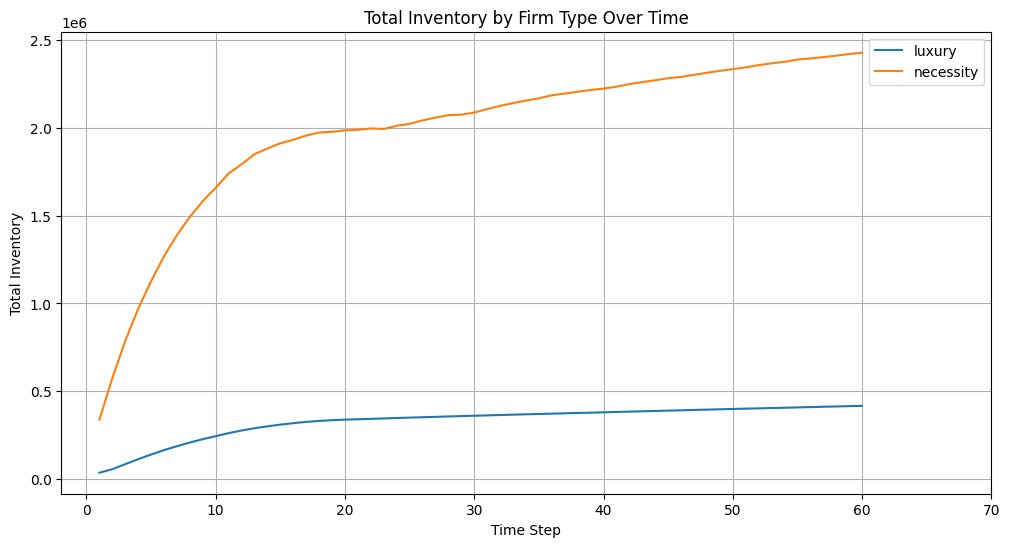 Total Inventory by Firm Type Over Time
1e6
2.5
2.0
1.5
1.0
0.5
0.0
Total Inventory
luxury
necessity
0 10 20 30 40 50 60 70
Time Step